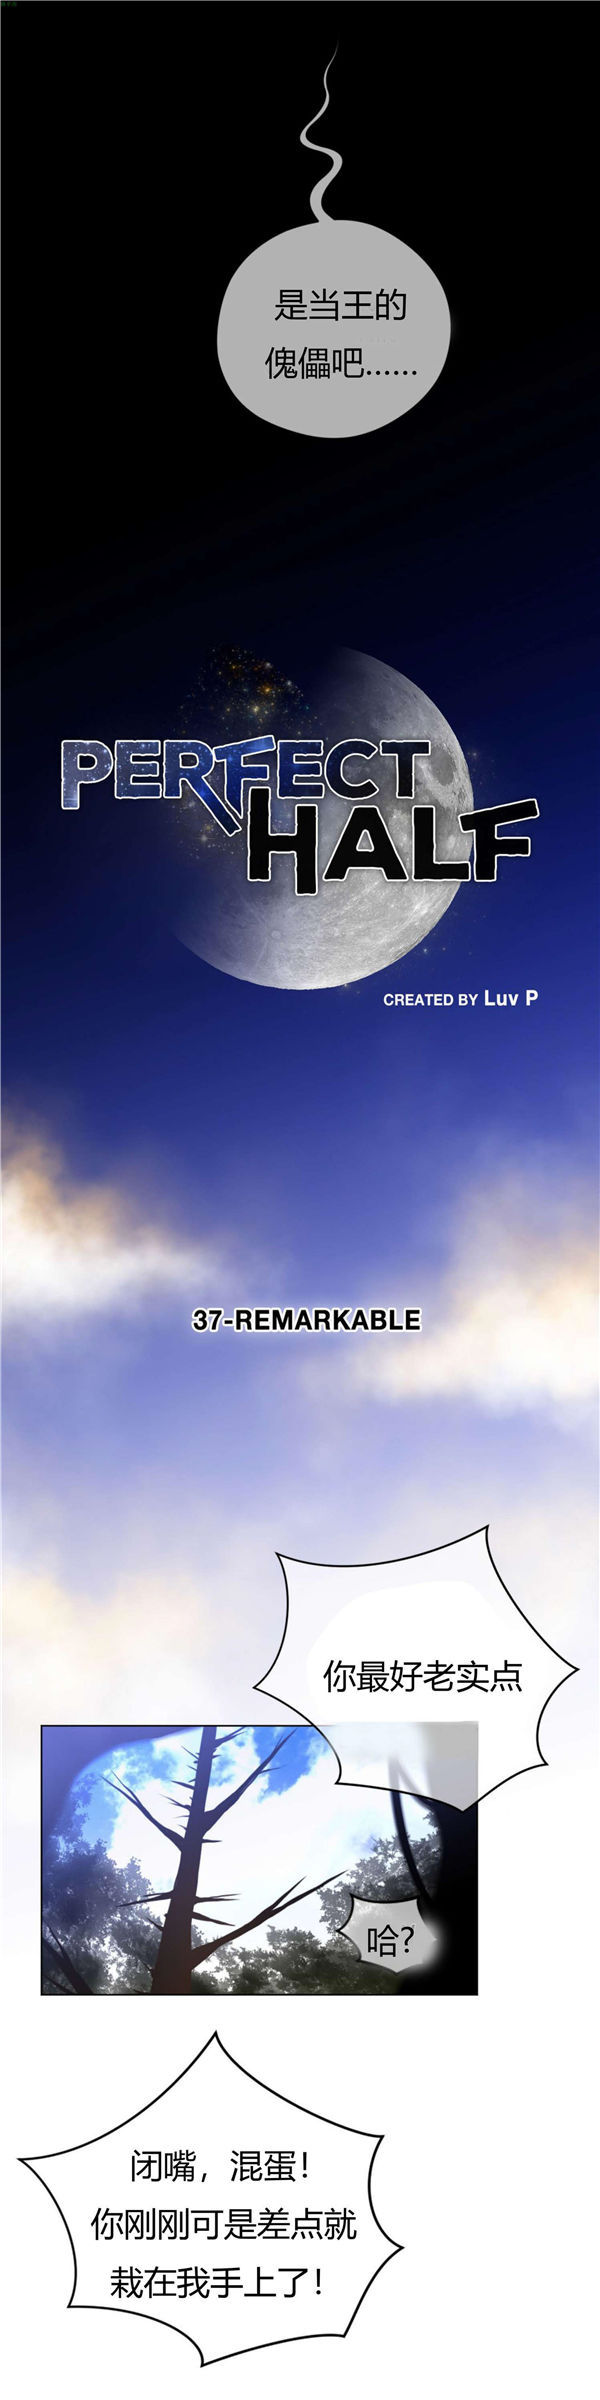 是当王的
傀儡吧……
PERFECT
HALF
CREATED BY Luv P
37-REMARKABLE
你最好老实点
哈?
闭嘴，混蛋!
你刚刚可是差点就
栽在我手上了!